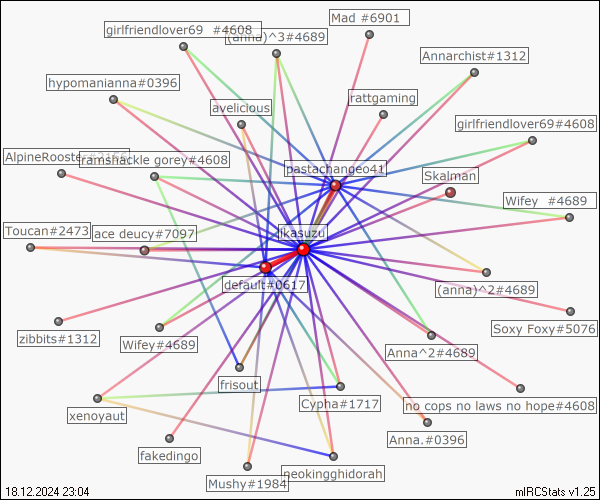 Mad #6901
girlfriendlover69 #4608
(anna)^3#4689
Annarchist#1312
hypomanianna#0396
rattgaming
avelicious
girlfriendlover69#4608
AlpineRooste
ramshackle gorey#4608
pastachangeo41
Skalman
Wifey #4689
Toucan#2473
ace deucy#7097
ikasuzu
default#0617
(anna)^2#4689
zibbits#1312
Wifey#4689
Soxy Foxy#5076
Anna^2#4689
frisout
Cypha#1717
no cops no laws no hope#4608
xenoyaut
Anna.#0396
fakedingo
Mushy#1984
neokingghidorah
18.12.2024 23:04
mIRCStats v1.25